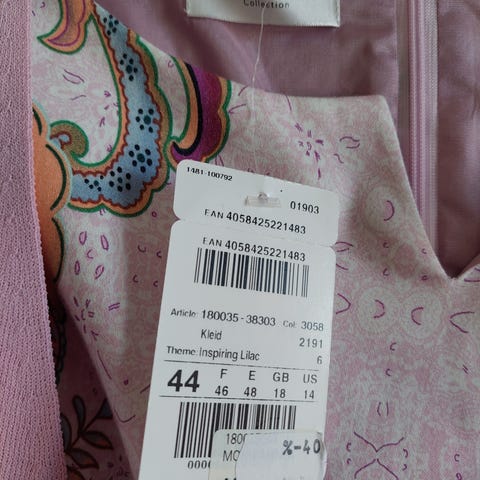 Collection
1481-100792
01903
EAN 4058425221483
EAN 4058425221483
Article: 180035-38303 Col: 3058
Kleid 2191
Theme: Inspiring Lilac 6
44 F E GB US
46 48 18 14
%-40